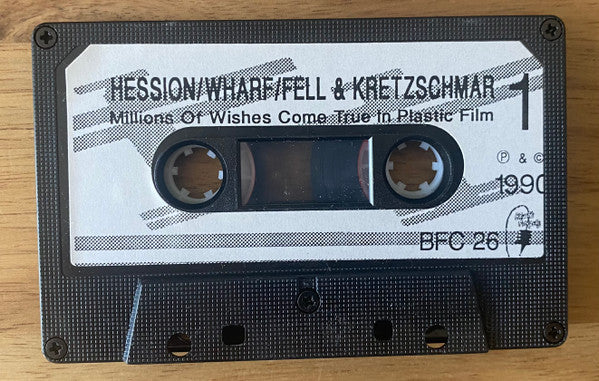 HESSION/WHARF/FELL & KRETZSCHMAR 1
Millions Of Wishes Come True In Plastic Film
℗ & ©
1990
BFC 26